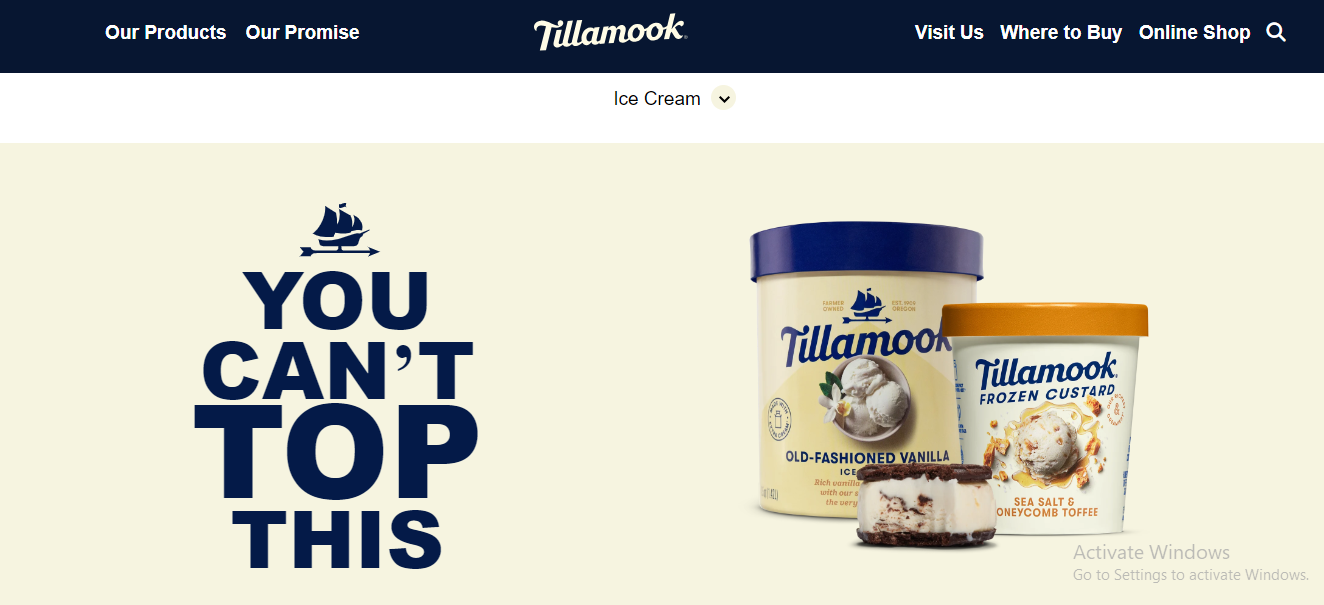 Our Products Our Promise Tillamook Visit Us Where to Buy Online Shop
Ice Cream
YOU
CAN'T
TOP
THIS
FARMER OWNED EST. 1909 OREGON
Tillamook
OLD-FASHIONED VANILLA
ICE
Rich vanilla
with our
the very
Tillamook
FROZEN CUSTARD
SEA SALT &
ONEYCOMB TOFFEE
Activate Windows
Go to Settings to activate Windows.